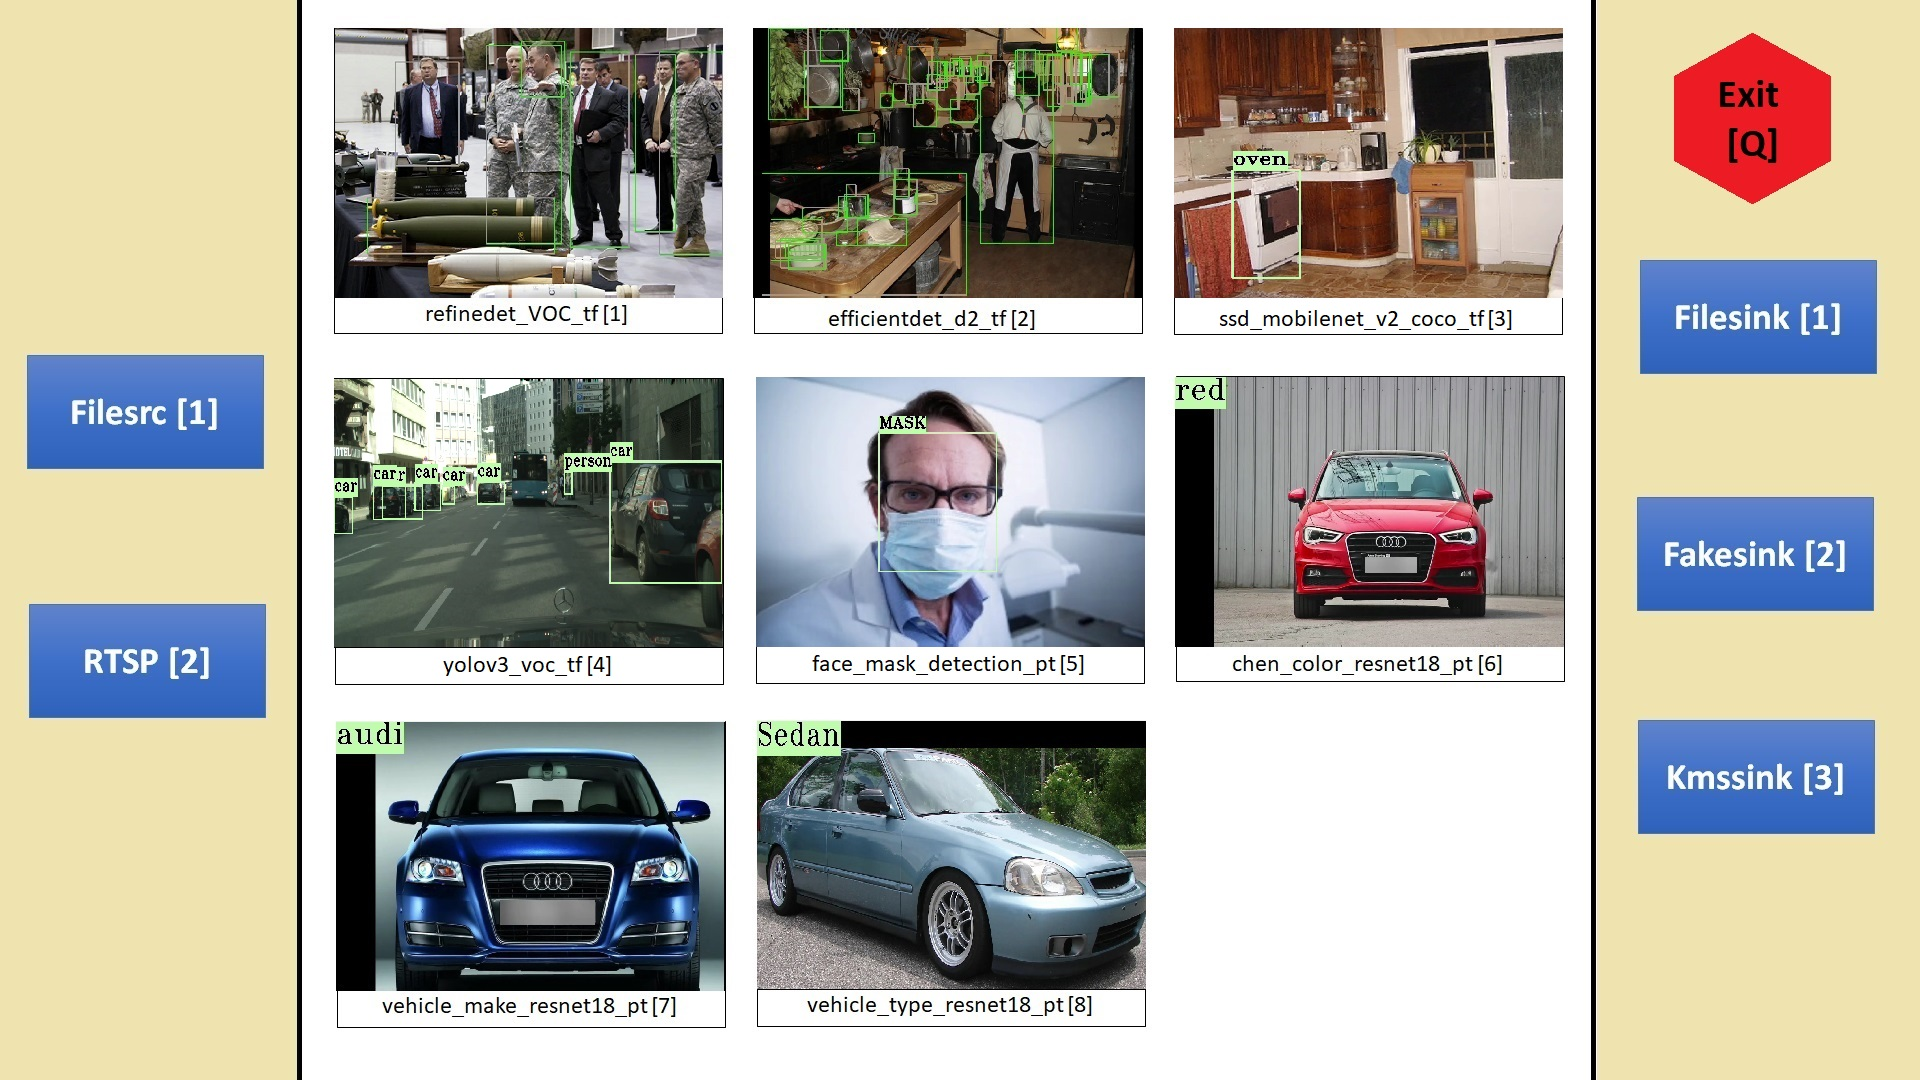 Filesrc [1]
RTSP [2]
refinedet_VOC_tf [1]
efficientdet_d2_tf [2]
oven
ssd_mobilenet_v2_coco_tf [3]
car
car
r
car
car
car
person
car
yolov3_voc_tf [4]
MASK
face_mask_detection_pt [5]
red
chen_color_resnet18_pt [6]
audi
vehicle_make_resnet18_pt [7]
Sedan
vehicle_type_resnet18_pt [8]
Exit
[Q]
Filesink [1]
Fakesink [2]
Kmssink [3]